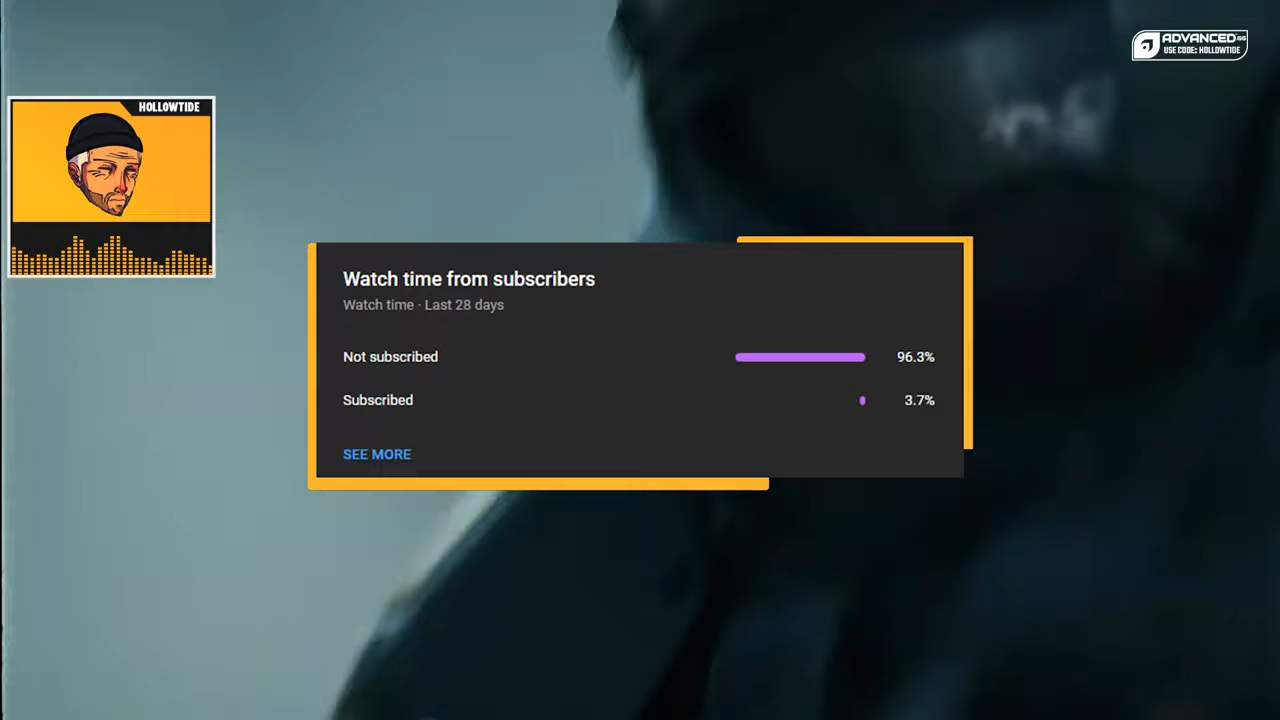 ADVANCED.GG
USE CODE: HOLLOWTIDE
HOLLOWTIDE
Watch time from subscribers
Watch time · Last 28 days
Not subscribed 96.3%
Subscribed 3.7%
SEE MORE